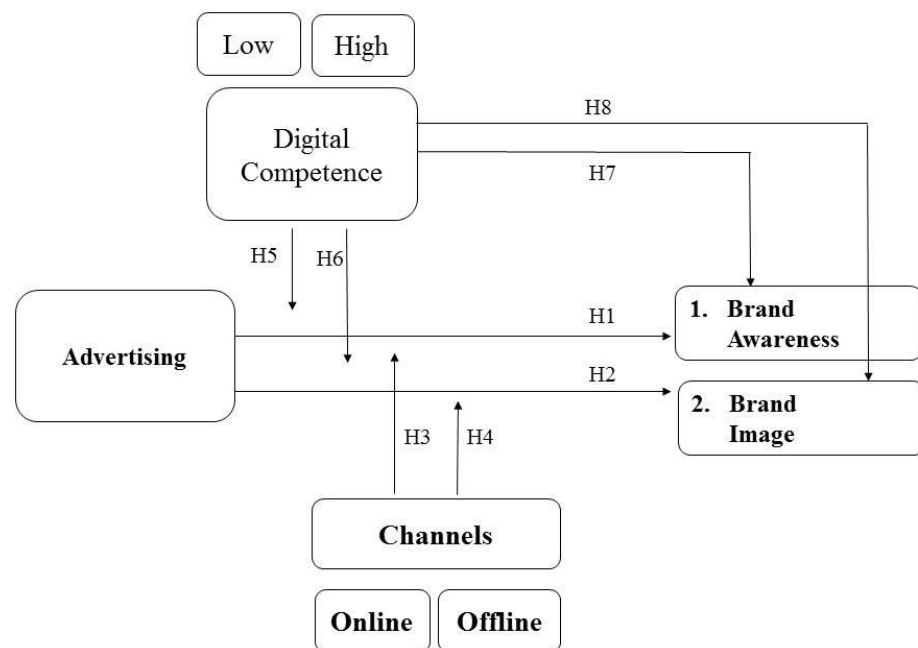 Low
High
Digital
Competence
H8
H7
H5
H6
Advertising
H1
1. Brand
Awareness
H2
2. Brand
Image
H3
H4
Channels
Online
Offline